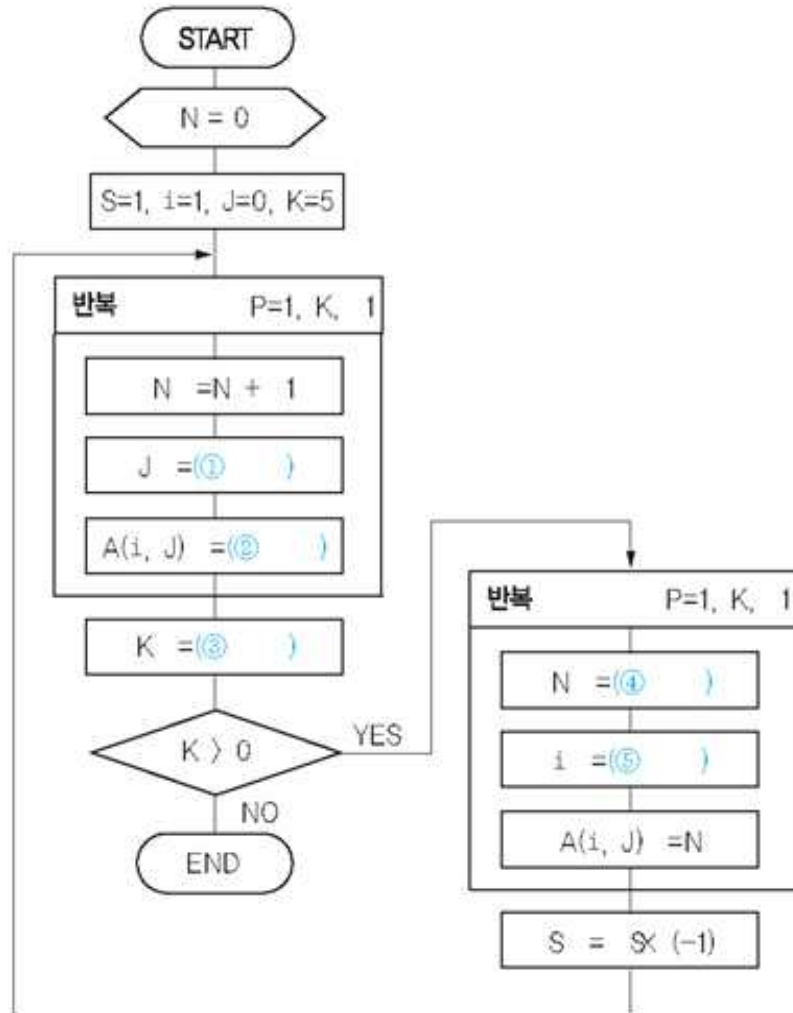 START
N = 0
S=1, i=1, J=0, K=5
반복 P=1, K, 1
N =N + 1
J =(① )
A(i, J) =(② )
K =(③ )
K > 0
YES
NO
END
반복 P=1, K, 1
N =(④ )
i =(⑤ )
A(i, J) =N
S = S× (-1)